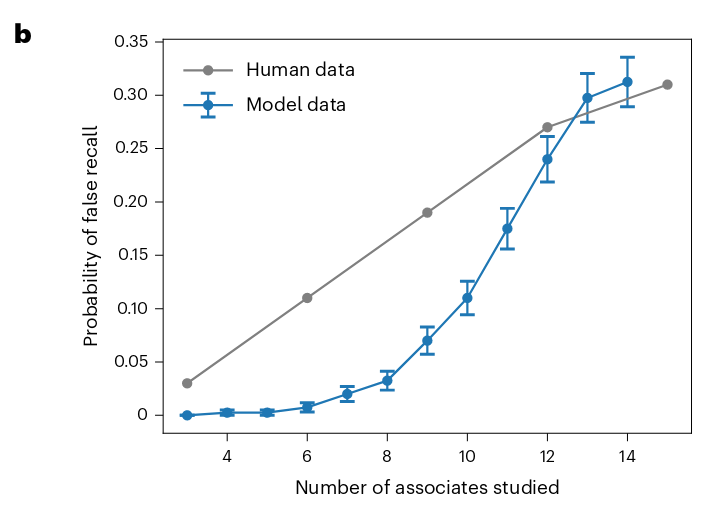 b
0.35
0.30
0.25
0.20
0.15
0.10
0.05
0
Probability of false recall
Human data
Model data
4 6 8 10 12 14
Number of associates studied